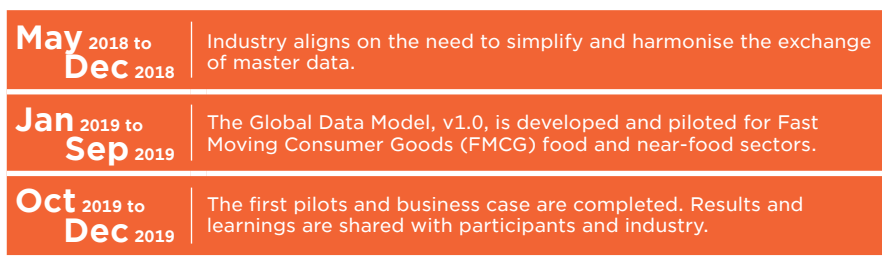 May 2018 to
Dec 2018
Industry aligns on the need to simplify and harmonise the exchange
of master data.
Jan 2019 to
Sep 2019
The Global Data Model, v1.0, is developed and piloted for Fast
Moving Consumer Goods (FMCG) food and near-food sectors.
Oct 2019 to
Dec 2019
The first pilots and business case are completed. Results and
learnings are shared with participants and industry.